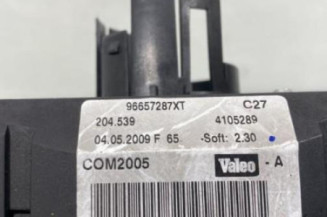 96657287XT C27
204.539 4105289
04.05.2009 F 65 -Soft: 2.30
COM2005 Valeo - A